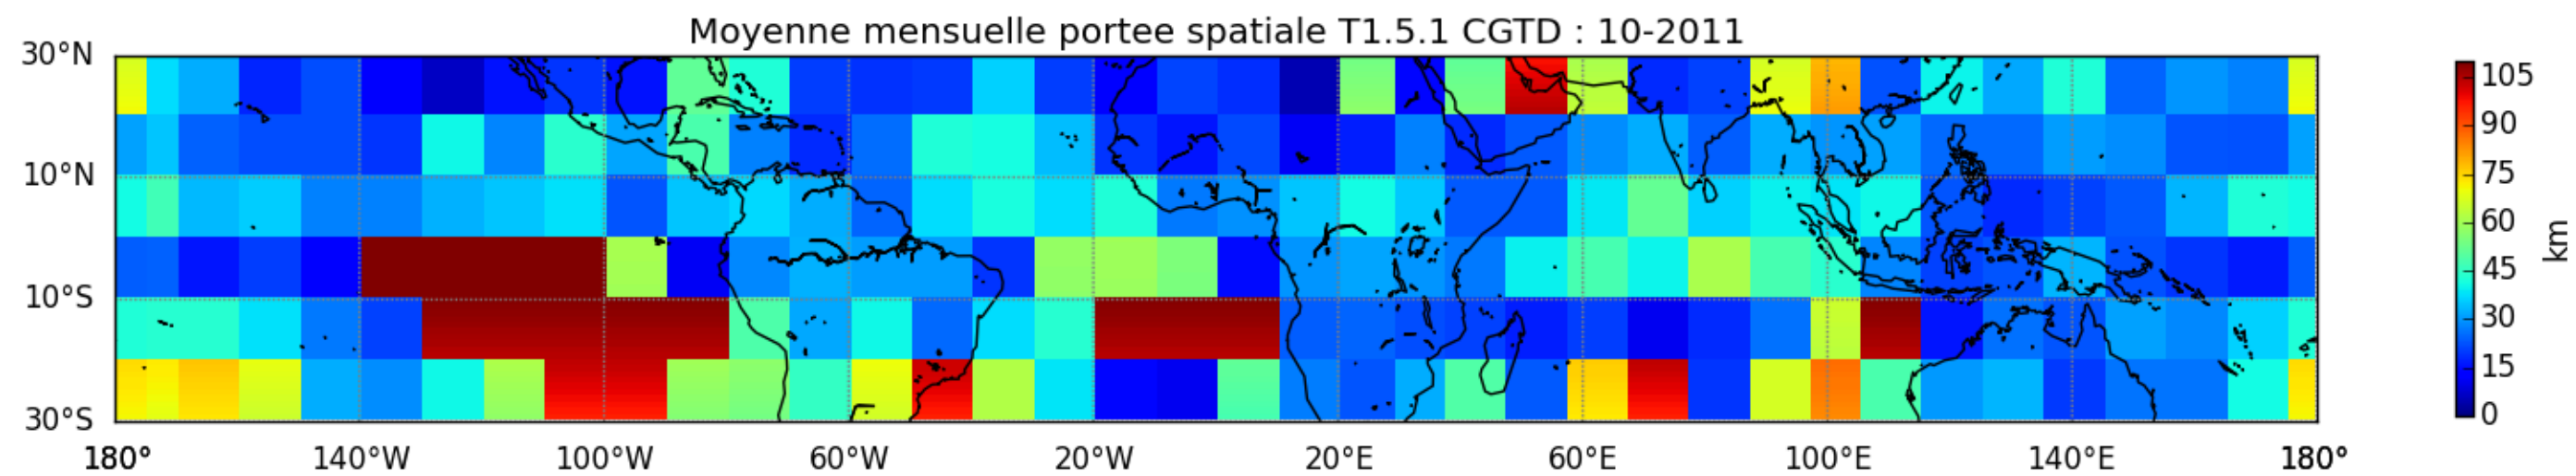 Moyenne mensuelle portee spatiale T1.5.1 CGTD : 10-2011
30°N
10°N
10°S
30°S
180° 140°W 100°W 60°W 20°W 20°E 60°E 100°E 140°E 180°
105
90
75
60
45
30
15
0
km